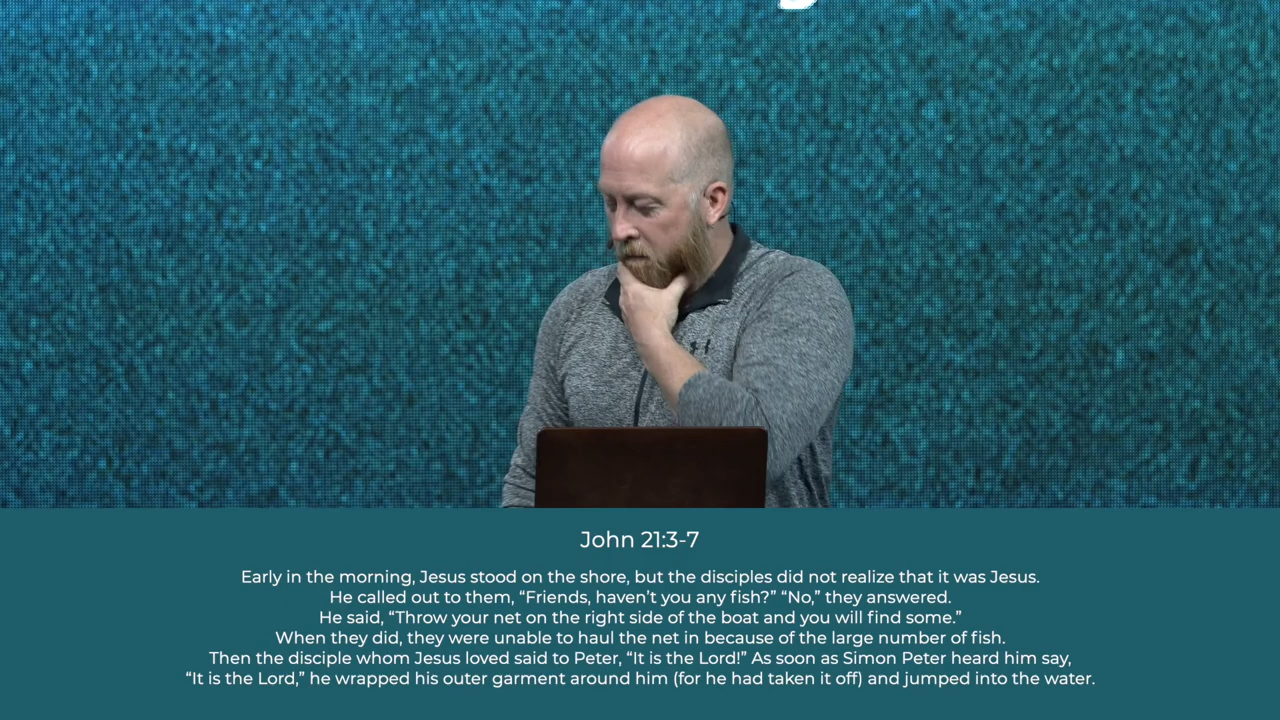 John 21:3-7
Early in the morning, Jesus stood on the shore, but the disciples did not realize that it was Jesus.
He called out to them, “Friends, haven’t you any fish?” “No,” they answered.
He said, “Throw your net on the right side of the boat and you will find some.”
When they did, they were unable to haul the net in because of the large number of fish.
Then the disciple whom Jesus loved said to Peter, “It is the Lord!” As soon as Simon Peter heard him say,
“It is the Lord,” he wrapped his outer garment around him (for he had taken it off) and jumped into the water.